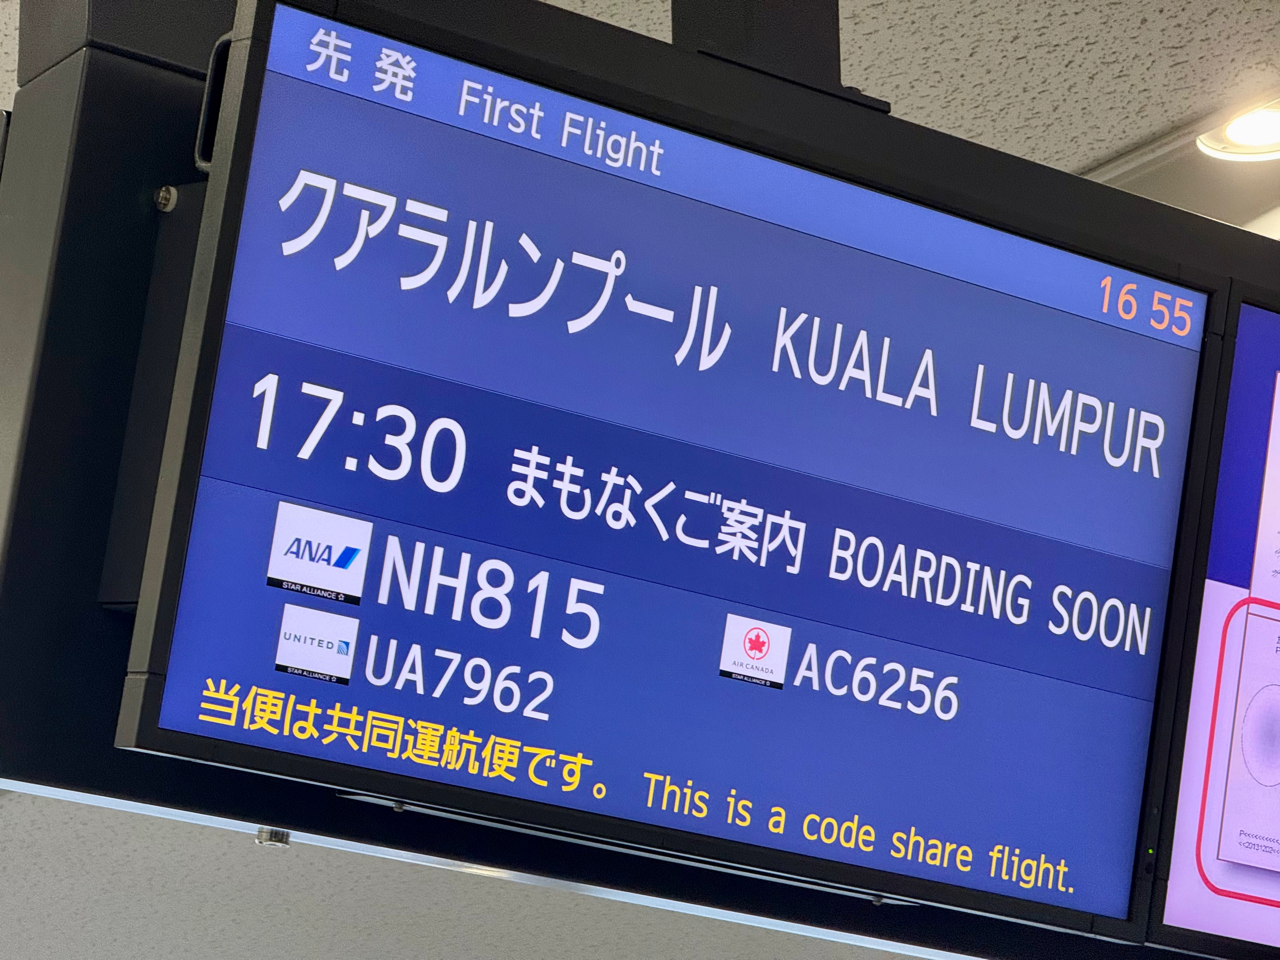 先発 First Flight
16 55
クアラルンプール KUALA LUMPUR
17:30 まもなくご案内 BOARDING SOON
ANA
STAR ALLIANCE
NH815
UNITED
STAR ALLIANCE
UA7962
AIR CANADA
STAR ALLIANCE
AC6256
当便は共同運航便です。 This is a code share flight.